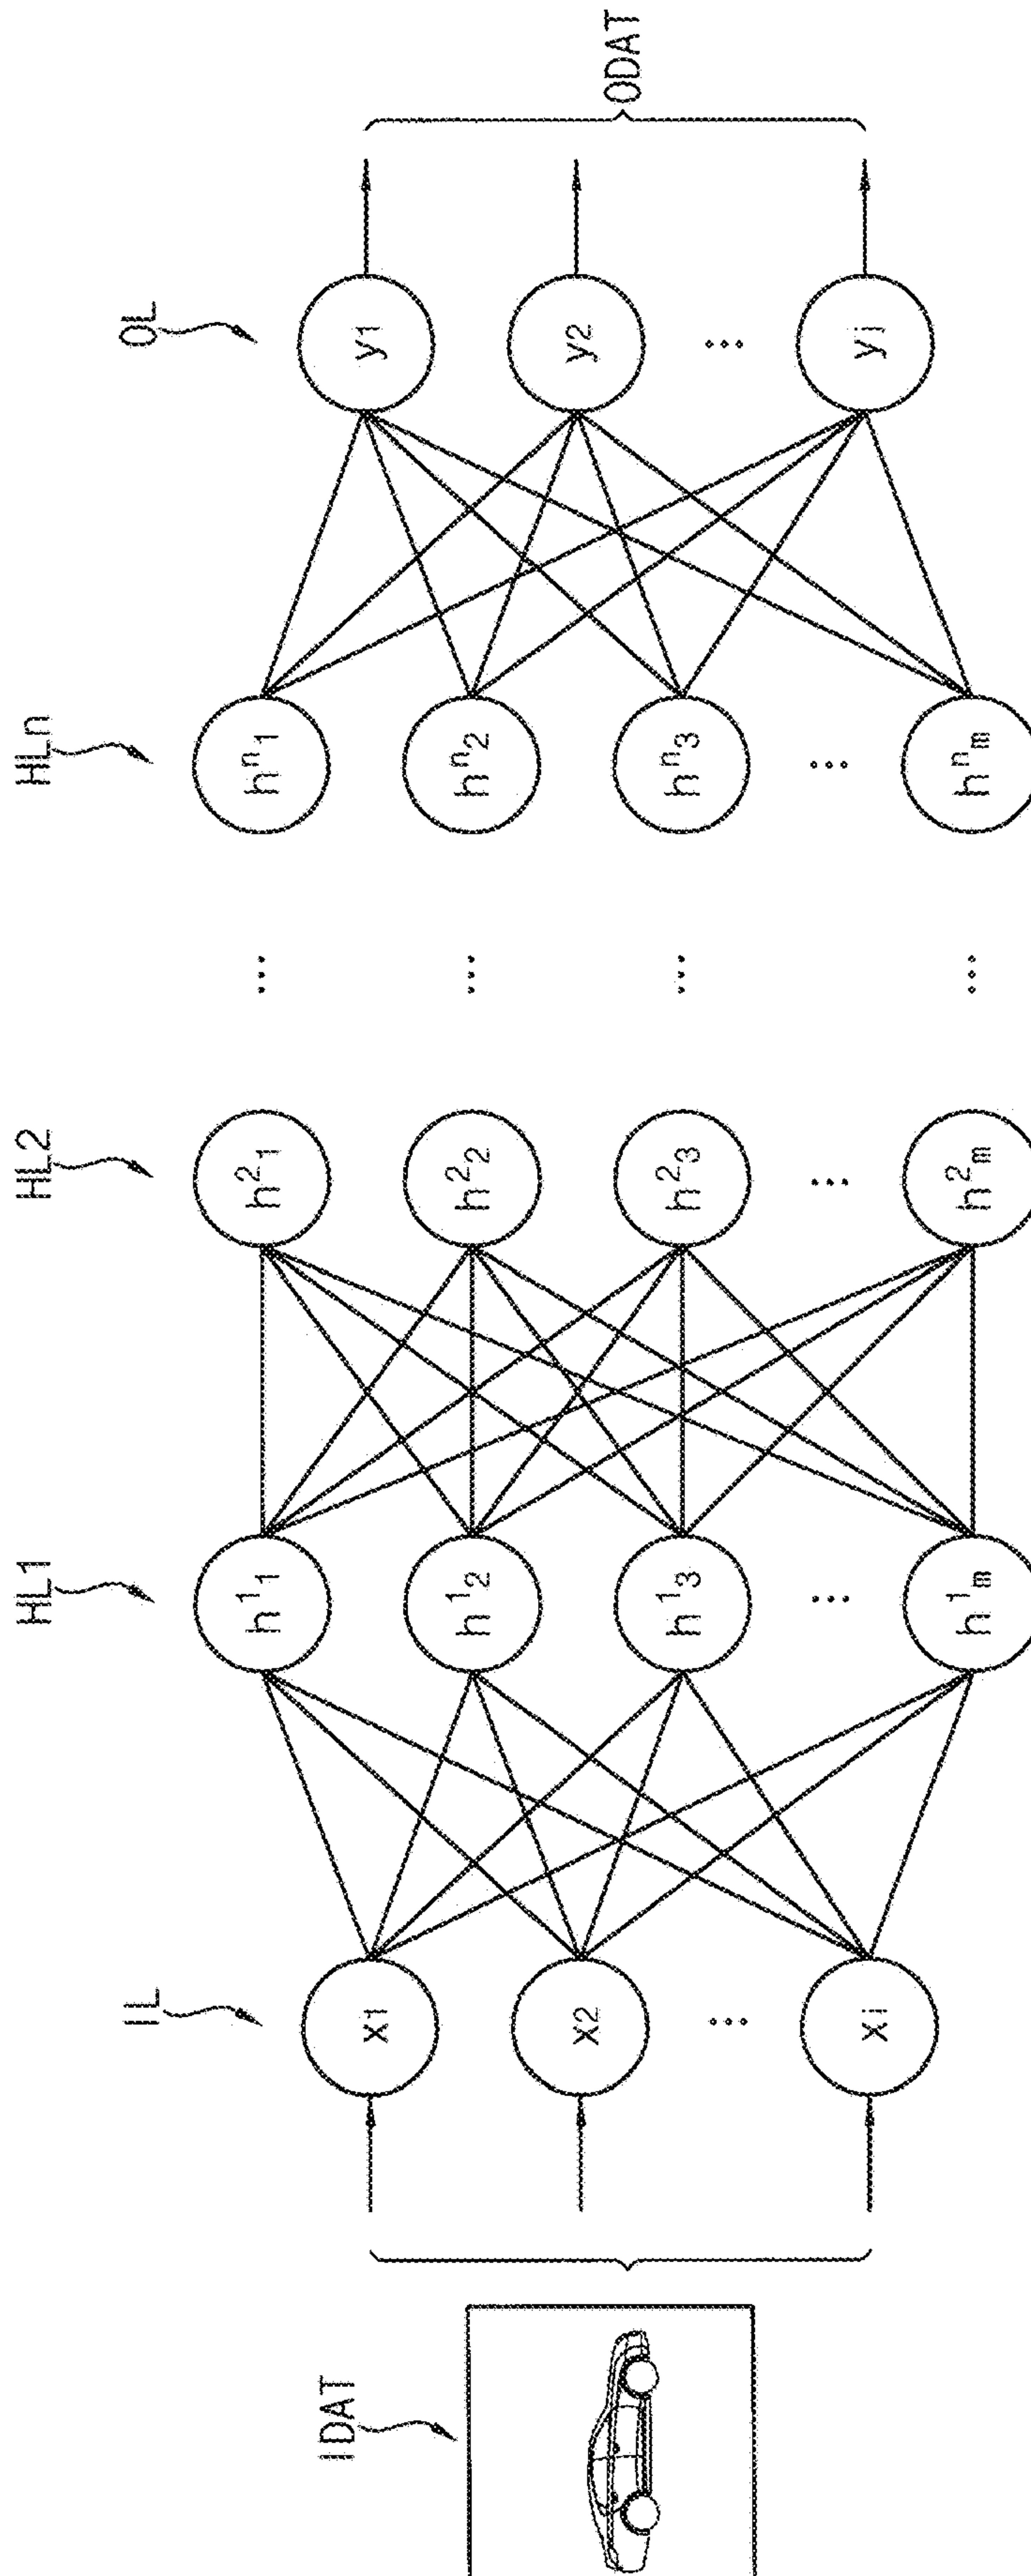 IDAT
IL
x1
x2
⋮
xi
HL1
h¹1
h¹2
h¹3
⋮
h¹m
HL2
h²1
h²2
h²3
⋮
h²m
...
...
...
...
HLn
hⁿ1
hⁿ2
hⁿ3
⋮
hⁿm
OL
y1
y2
⋮
yj
ODAT